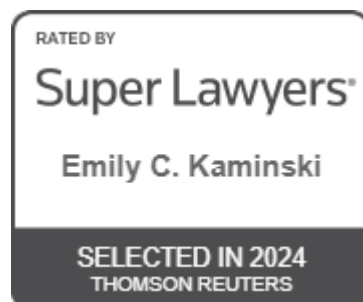 RATED BY
Super Lawyers®
Emily C. Kaminski
SELECTED IN 2024
THOMSON REUTERS